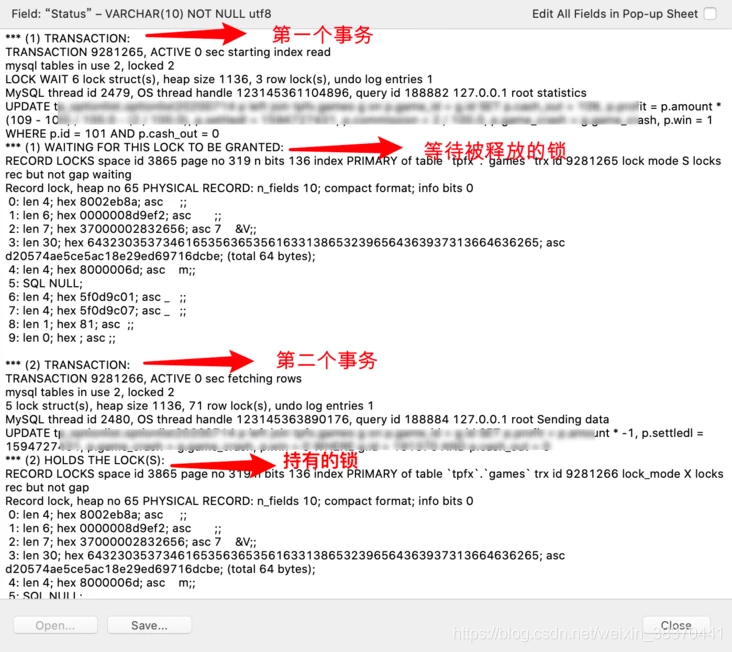 Field: “Status” – VARCHAR(10) NOT NULL utf8
Edit All Fields in Pop-up Sheet
*** (1) TRANSACTION:
第一个事务
TRANSACTION 9281265, ACTIVE 0 sec starting index read
mysql tables in use 2, locked 2
LOCK WAIT 6 lock struct(s), heap size 1136, 3 row lock(s), undo log entries 1
MySQL thread id 2479, OS thread handle 123145361104896, query id 188882 127.0.0.1 root statistics
UPDATE = p.amount *
(109 - p.win = 1
WHERE p.id = 101 AND p.cash_out = 0
*** (1) WAITING FOR THIS LOCK TO BE GRANTED:
等待被释放的锁
RECORD LOCKS space id 3865 page no 319 n bits 136 index PRIMARY of table `tpfx`.`games` trx id 9281265 lock mode S locks
rec but not gap waiting
Record lock, heap no 65 PHYSICAL RECORD: n_fields 10; compact format; info bits 0
0: len 4; hex 8002eb8a; asc ;;
1: len 6; hex 0000008d9ef2; asc ;;
2: len 7; hex 37000002832656; asc 7 &V;;
3: len 30; hex 643230353734616535636535616331386532396564363937313664636265; asc
d20574ae5ce5ac18e29ed69716dcbe; (total 64 bytes);
4: len 4; hex 8000006d; asc m;;
5: SQL NULL;
6: len 4; hex 5f0d9c01; asc _ ;;
7: len 4; hex 5f0d9c07; asc _ ;;
8: len 1; hex 81; asc ;;
9: len 0; hex ; asc ;;
*** (2) TRANSACTION:
第二个事务
TRANSACTION 9281266, ACTIVE 0 sec fetching rows
mysql tables in use 2, locked 2
5 lock struct(s), heap size 1136, 71 row lock(s), undo log entries 1
MySQL thread id 2480, OS thread handle 123145363890176, query id 188884 127.0.0.1 root Sending data
UPDATE * -1, p.settledl =
*** (2) HOLDS THE LOCK(S):
持有的锁
RECORD LOCKS space id 3865 page no 319 n bits 136 index PRIMARY of table `tpfx`.`games` trx id 9281266 lock_mode X locks
rec but not gap
Record lock, heap no 65 PHYSICAL RECORD: n_fields 10; compact format; info bits 0
0: len 4; hex 8002eb8a; asc ;;
1: len 6; hex 0000008d9ef2; asc ;;
2: len 7; hex 37000002832656; asc 7 &V;;
3: len 30; hex 643230353734616535636535616331386532396564363937313664636265; asc
d20574ae5ce5ac18e29ed69716dcbe; (total 64 bytes);
4: len 4; hex 8000006d; asc m;;
5: SQL NULL;
Open...
Save...
Close
https://blog.csdn.net/weixin_38370441